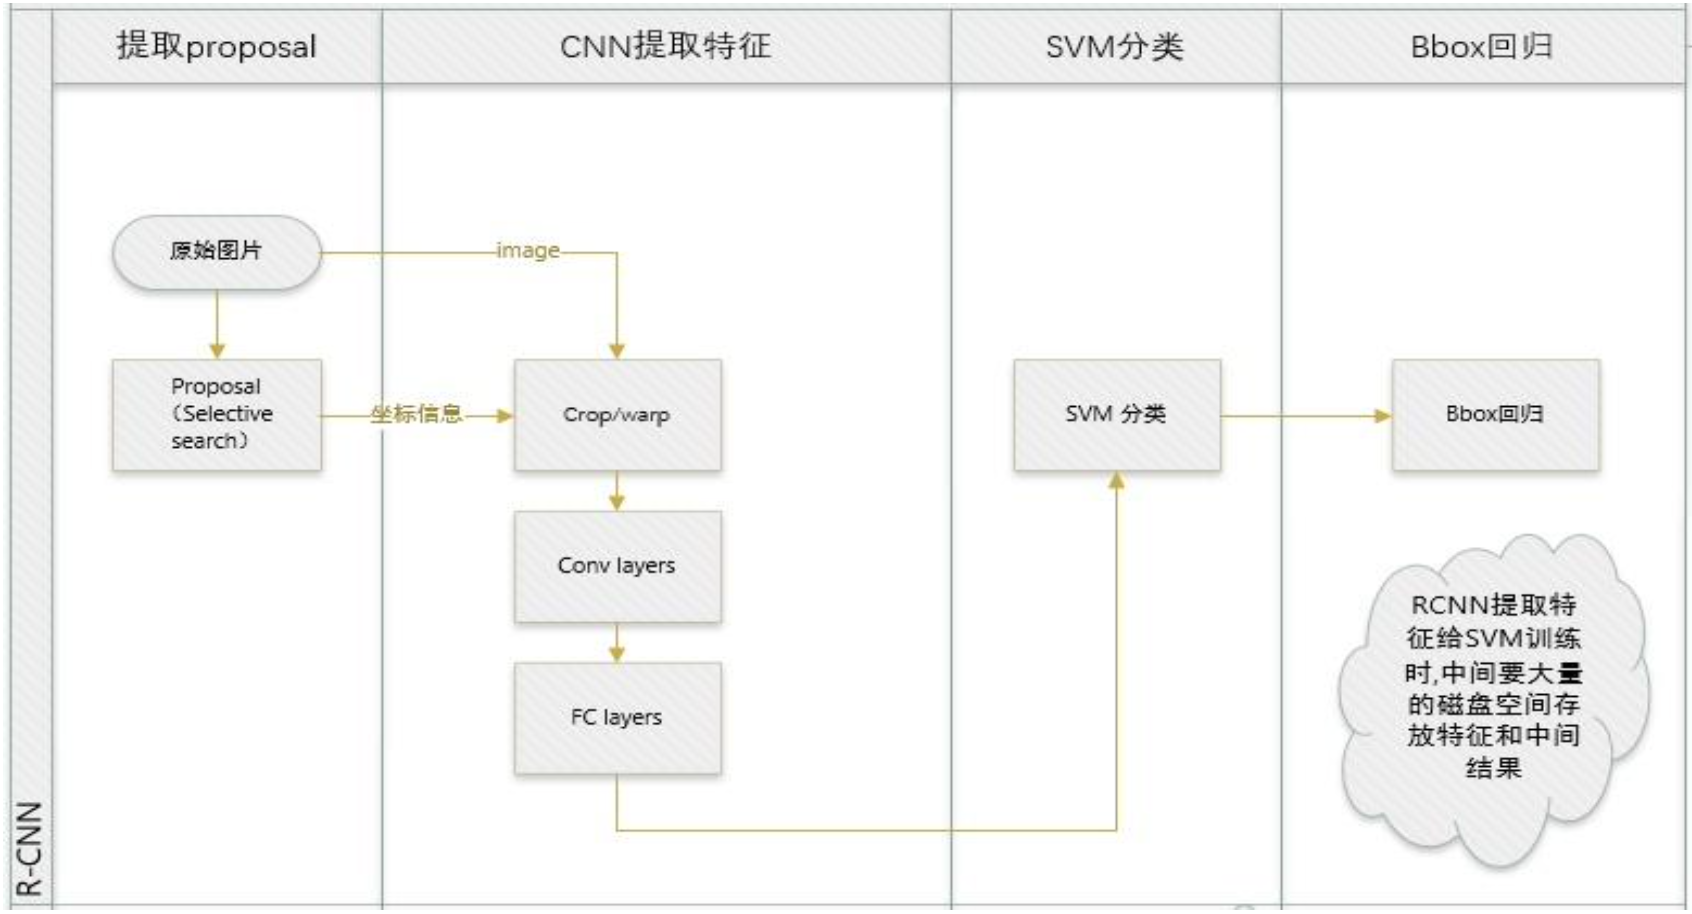 提取proposal
CNN提取特征
SVM分类
Bbox回归
R-CNN
原始图片
image
Proposal
（Selective
search）
坐标信息
Crop/warp
Conv layers
FC layers
SVM 分类
Bbox回归
RCNN提取特
征给SVM训练
时,中间要大量
的磁盘空间存
放特征和中间
结果